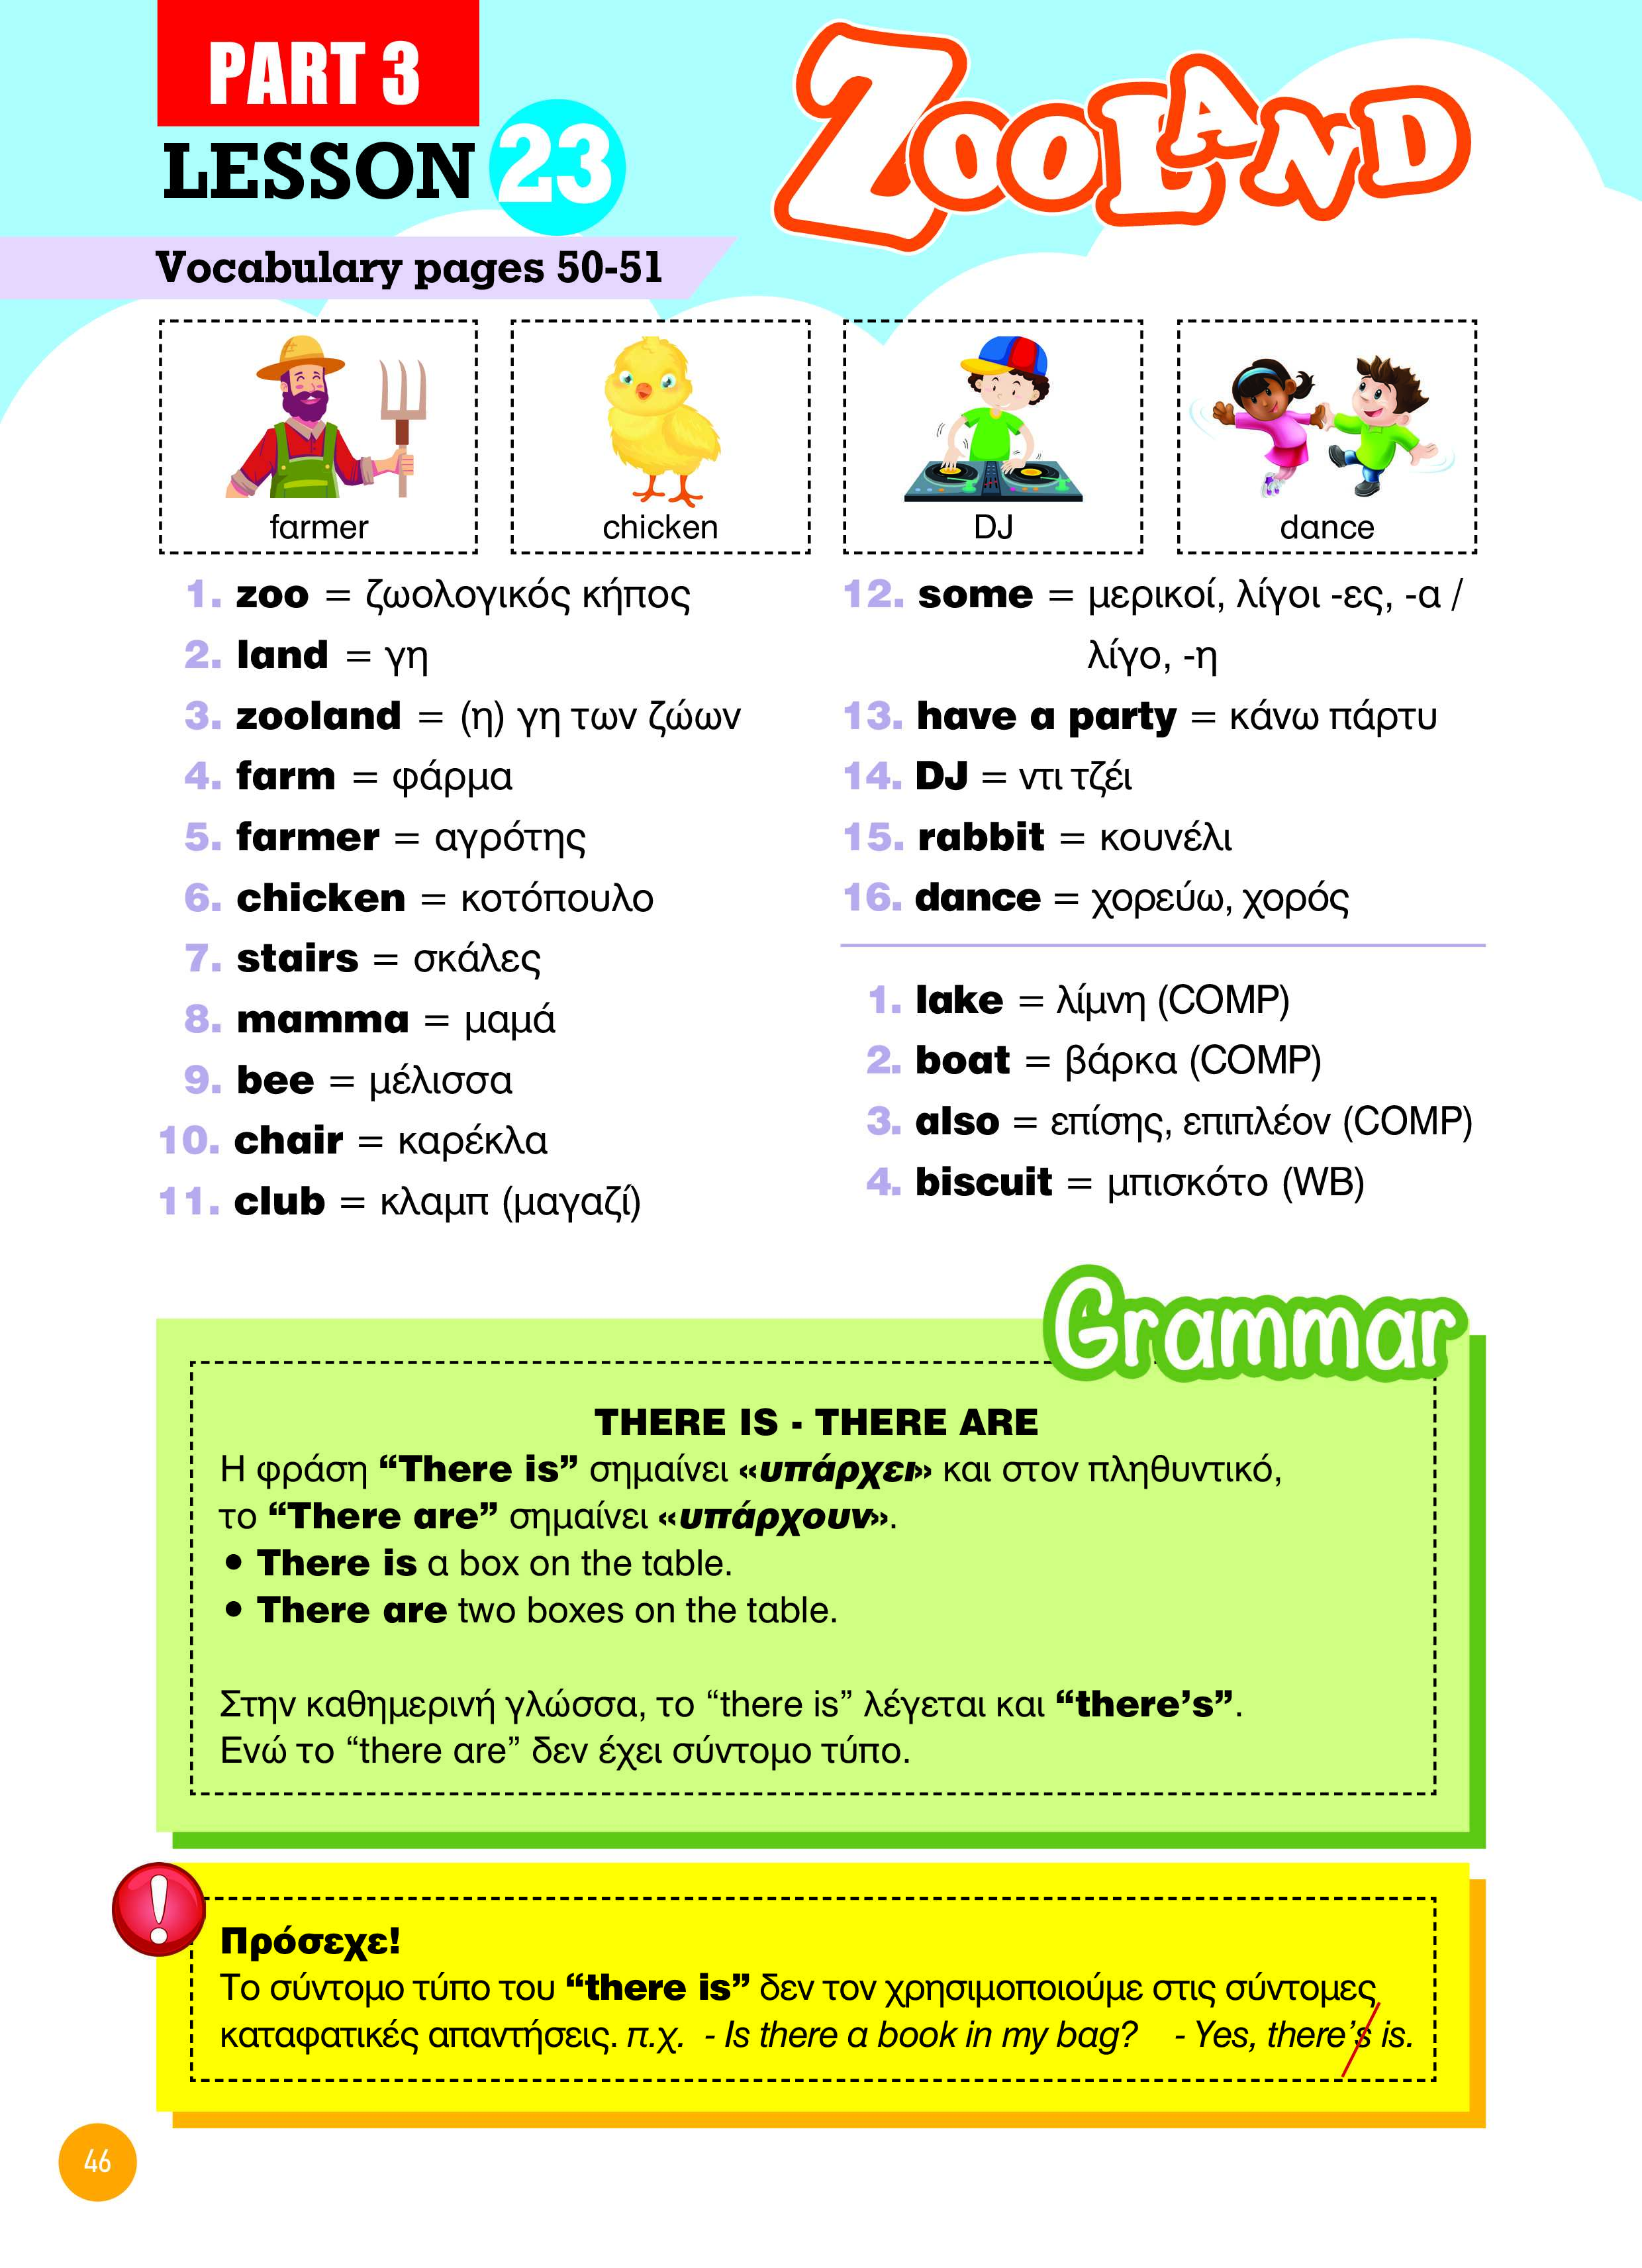 PART 3
LESSON 23
ZOOLAND
Vocabulary pages 50-51
farmer
chicken
DJ
dance
1. zoo = ζωολογικός κήπος
2. land = γη
3. zooland = (η) γη των ζώων
4. farm = φάρμα
5. farmer = αγρότης
6. chicken = κοτόπουλο
7. stairs = σκάλες
8. mamma = μαμά
9. bee = μέλισσα
10. chair = καρέκλα
11. club = κλαμπ (μαγαζί)
12. some = μερικοί, λίγοι -ες, -α /
λίγο, -η
13. have a party = κάνω πάρτυ
14. DJ = ντι τζέι
15. rabbit = κουνέλι
16. dance = χορεύω, χορός
1. lake = λίμνη (COMP)
2. boat = βάρκα (COMP)
3. also = επίσης, επιπλέον (COMP)
4. biscuit = μπισκότο (WB)
Grammar
THERE IS - THERE ARE
Η φράση “There is” σημαίνει «υπάρχει» και στον πληθυντικό,
το “There are” σημαίνει «υπάρχουν».
• There is a box on the table.
• There are two boxes on the table.
Στην καθημερινή γλώσσα, το “there is” λέγεται και “there’s”.
Ενώ το “there are” δεν έχει σύντομο τύπο.
Πρόσεχε!
Το σύντομο τύπο του “there is” δεν τον χρησιμοποιούμε στις σύντομες
καταφατικές απαντήσεις. π.χ. - Is there a book in my bag? - Yes, there’s is.
46